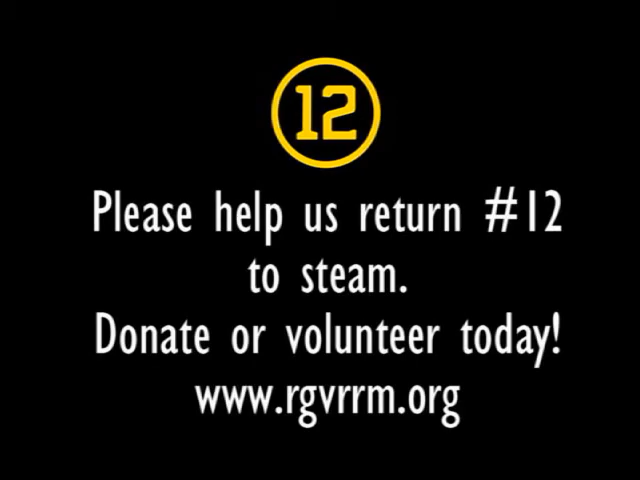 12
Please help us return #12
to steam.
Donate or volunteer today!
www.rgvrrm.org